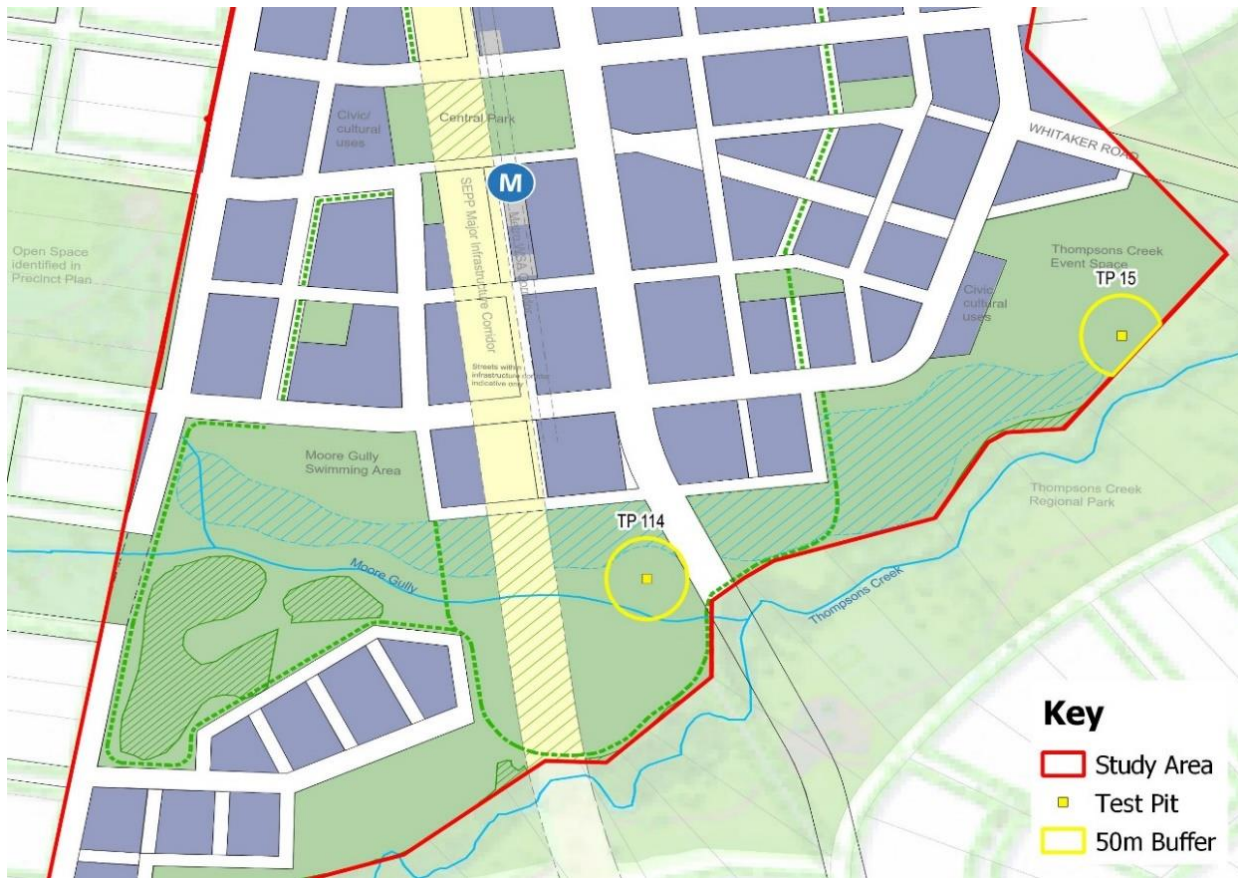 Civic/
cultural
uses
Central Park
WHITAKER ROAD
M
SEPP Major Infrastructure Corridor
Open Space
identified in
Precinct Plan
Thompsons Creek
Event Space
TP 15
Civic
cultural
uses
Streets within
infrastructure corridor
indicative only
Moore Gully
Swimming Area
Thompsons Creek
Regional Park
TP 114
Moore Gully
Thompsons Creek
Key
Study Area
Test Pit
50m Buffer